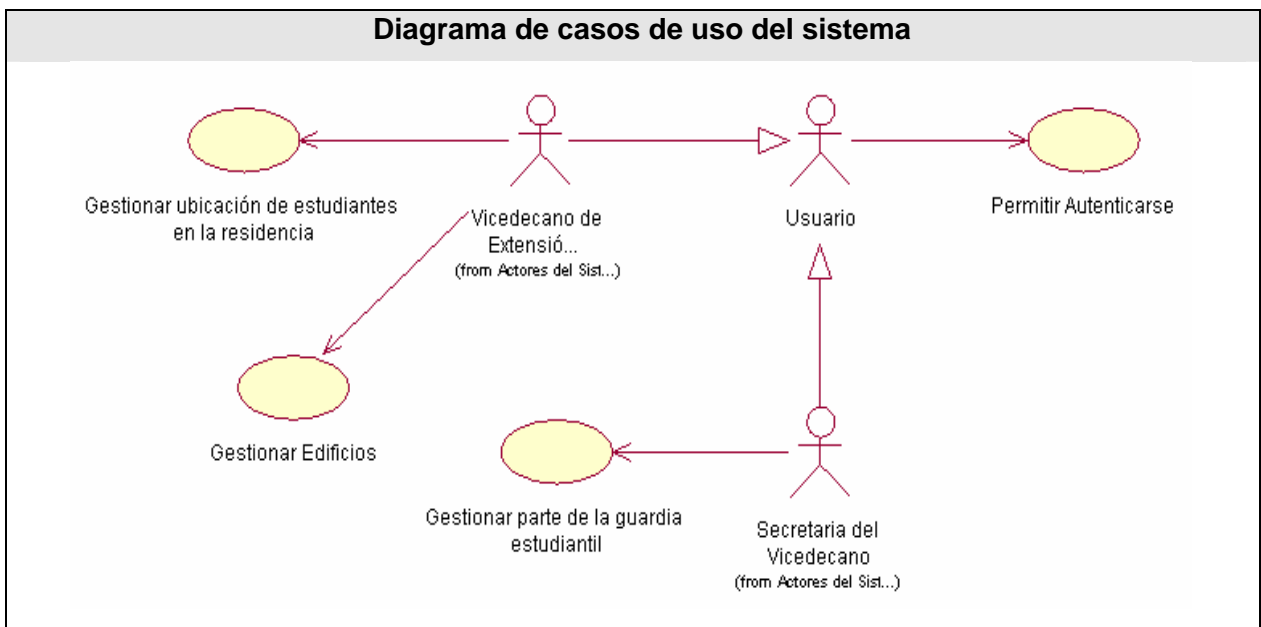 Diagrama de casos de uso del sistema
Gestionar ubicación de estudiantes
en la residencia
Vicedecano de
Extensió...
(from Actores del Sist...)
Usuario
Permitir Autenticarse
Gestionar Edificios
Gestionar parte de la guardia
estudiantil
Secretaria del
Vicedecano
(from Actores del Sist...)